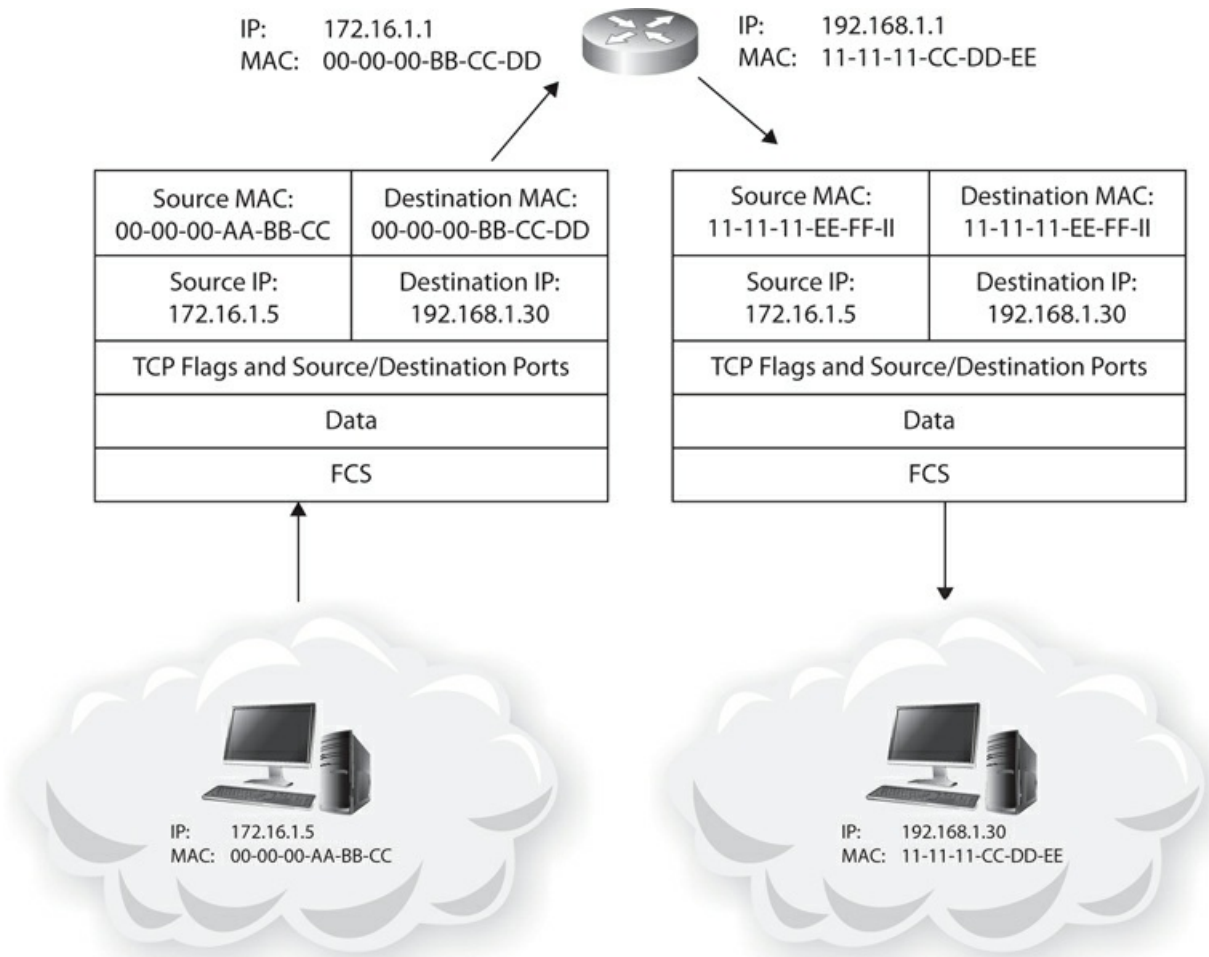 IP: 172.16.1.1
MAC: 00-00-00-BB-CC-DD
IP: 192.168.1.1
MAC: 11-11-11-CC-DD-EE
Source MAC:
00-00-00-AA-BB-CC
Destination MAC:
00-00-00-BB-CC-DD
Source IP:
172.16.1.5
Destination IP:
192.168.1.30
TCP Flags and Source/Destination Ports
Data
FCS
Source MAC:
11-11-11-EE-FF-II
Destination MAC:
11-11-11-EE-FF-II
Source IP:
172.16.1.5
Destination IP:
192.168.1.30
TCP Flags and Source/Destination Ports
Data
FCS
IP: 172.16.1.5
MAC: 00-00-00-AA-BB-CC
IP: 192.168.1.30
MAC: 11-11-11-CC-DD-EE